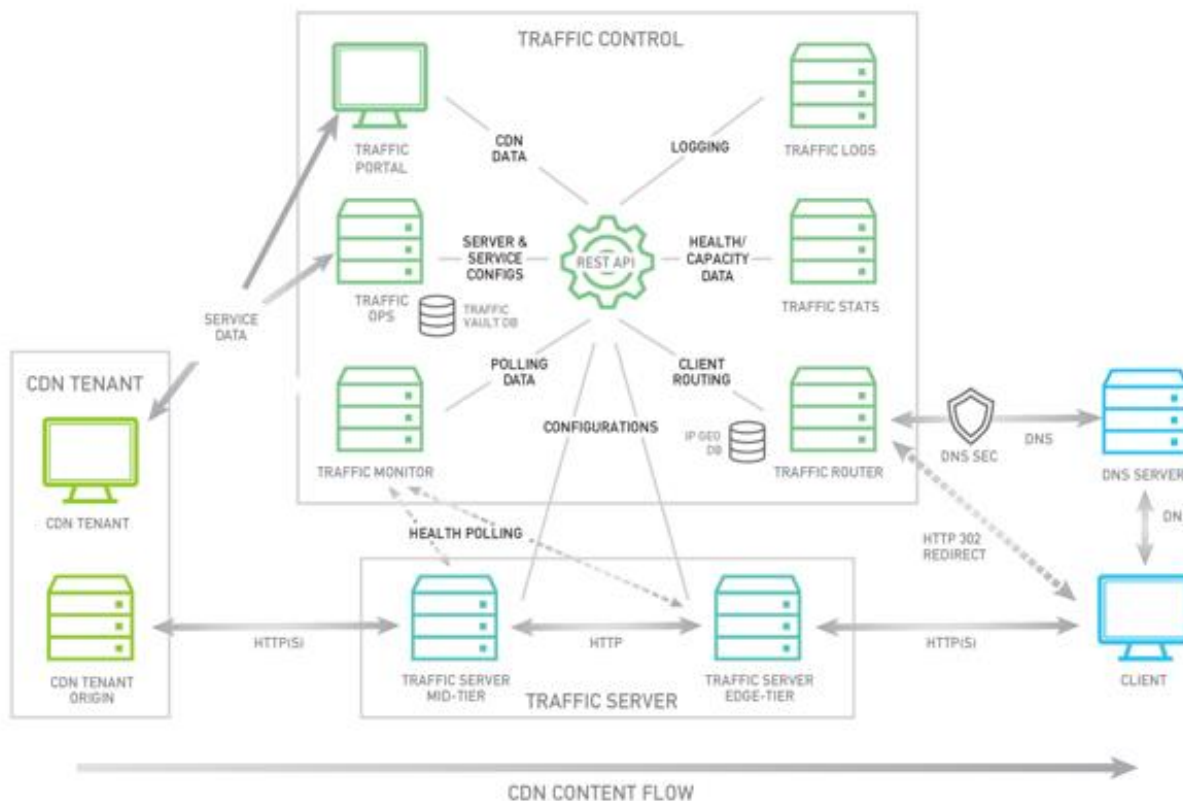 TRAFFIC CONTROL
TRAFFIC
PORTAL
CDN
DATA
LOGGING
TRAFFIC LOGS
SERVER &
SERVICE
CONFIGS
REST API
HEALTH/
CAPACITY
DATA
TRAFFIC
OPS
TRAFFIC
VAULT DB
TRAFFIC STATS
SERVICE
DATA
POLLING
DATA
CLIENT
ROUTING
CONFIGURATIONS
IP GEO
DB
TRAFFIC MONITOR
TRAFFIC ROUTER
DNS SEC
DNS
DNS SERVER
CDN TENANT
CDN TENANT
HEALTH POLLING
HTTP 302
REDIRECT
DN
HTTP(S)
HTTP
HTTP(S)
CDN TENANT
ORIGIN
TRAFFIC SERVER
MID-TIER
TRAFFIC SERVER
EDGE-TIER
CLIENT
TRAFFIC SERVER
CDN CONTENT FLOW